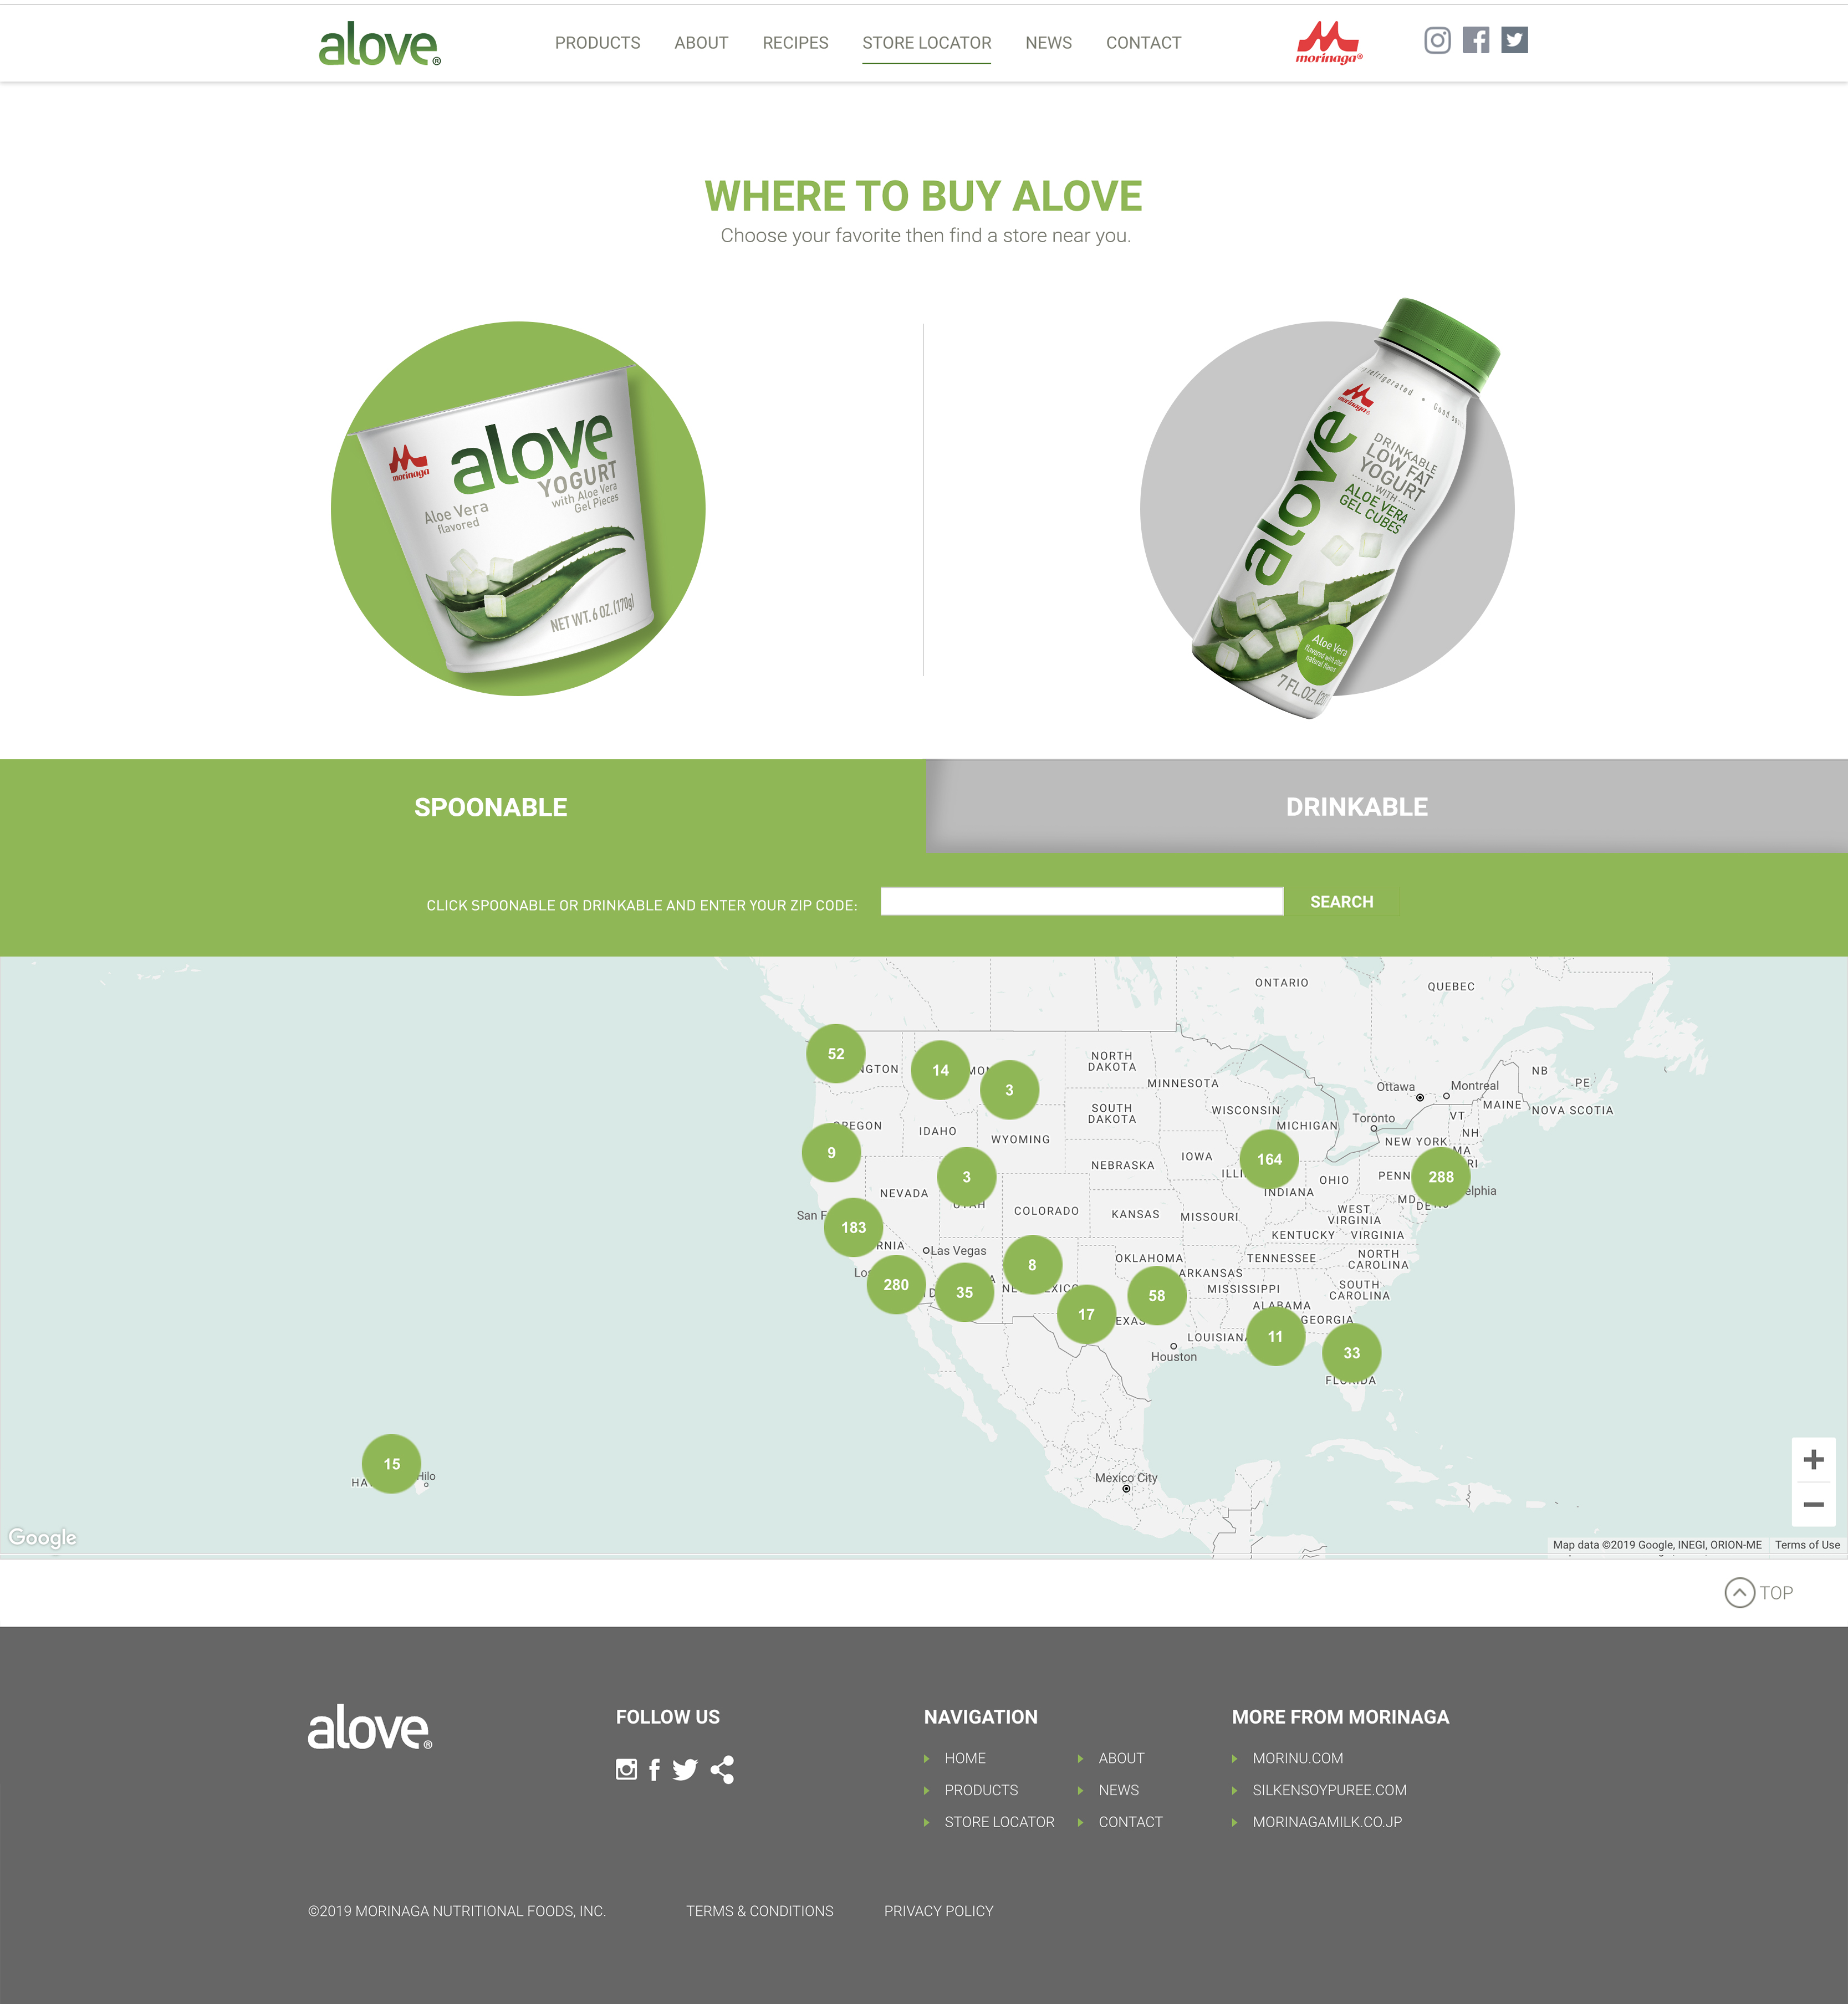 alove®
PRODUCTS ABOUT RECIPES STORE LOCATOR NEWS CONTACT
morinaga®
WHERE TO BUY ALOVE
Choose your favorite then find a store near you.
morinaga
alove
YOGURT
with Aloe Vera
Gel Pieces
Aloe Vera
flavored
NET WT. 6 OZ. (170g)
refrigerated • Good
morinaga®
alove
DRINKABLE
LOW FAT
YOGURT
WITH
ALOE VERA
GEL CUBES
Aloe Vera
flavored with other
natural flavors
7 FL.OZ.
SPOONABLE
DRINKABLE
CLICK SPOONABLE OR DRINKABLE AND ENTER YOUR ZIP CODE:
SEARCH
ONTARIO
QUEBEC
52
NGTON
14
MON
3
NORTH
DAKOTA
MINNESOTA
NB
PE
Ottawa
Montreal
SOUTH
DAKOTA
WISCONSIN
MAINE
NOVA SCOTIA
VT
Toronto
OREGON
IDAHO
WYOMING
MICHIGAN
NH
NEW YORK
MA
9
NEBRASKA
IOWA
164
RI
3
ILLI
OHIO
PENN
288
elphia
NEVADA
UTAH
INDIANA
MD
DE
NJ
COLORADO
KANSAS
MISSOURI
WEST
VIRGINIA
San F
183
KENTUCKY
VIRGINIA
RNIA
Las Vegas
OKLAHOMA
TENNESSEE
NORTH
CAROLINA
8
Los
280
35
A
NE
EXICO
58
ARKANSAS
MISSISSIPPI
SOUTH
CAROLINA
17
EXAS
ALABAMA
GEORGIA
LOUISIANA
11
33
Houston
FLORIDA
15
HA
Hilo
Mexico City
Google
Map data ©2019 Google, INEGI, ORION-ME Terms of Use
TOP
alove®
FOLLOW US
NAVIGATION
HOME
PRODUCTS
STORE LOCATOR
ABOUT
NEWS
CONTACT
MORE FROM MORINAGA
MORINU.COM
SILKENSOYPUREE.COM
MORINAGAMILK.CO.JP
©2019 MORINAGA NUTRITIONAL FOODS, INC. TERMS & CONDITIONS PRIVACY POLICY